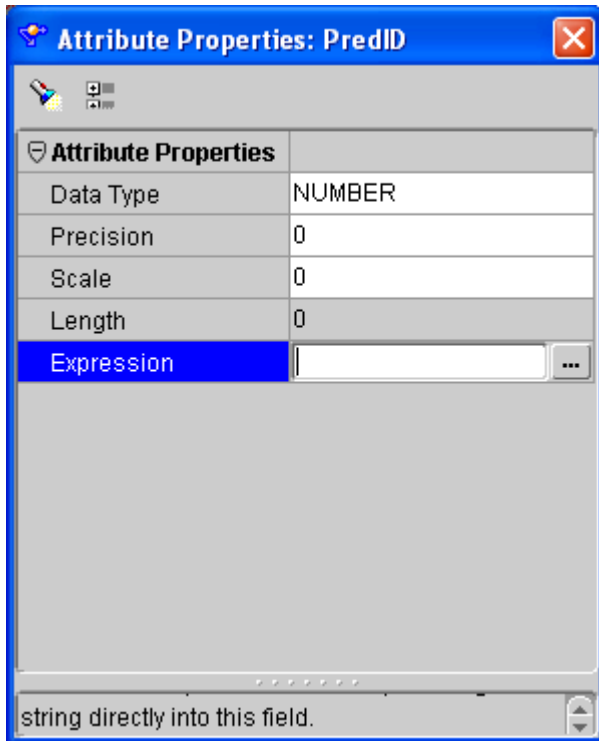 Attribute Properties: PredID
Attribute Properties
Data Type NUMBER
Precision 0
Scale 0
Length 0
Expression ...
string directly into this field.